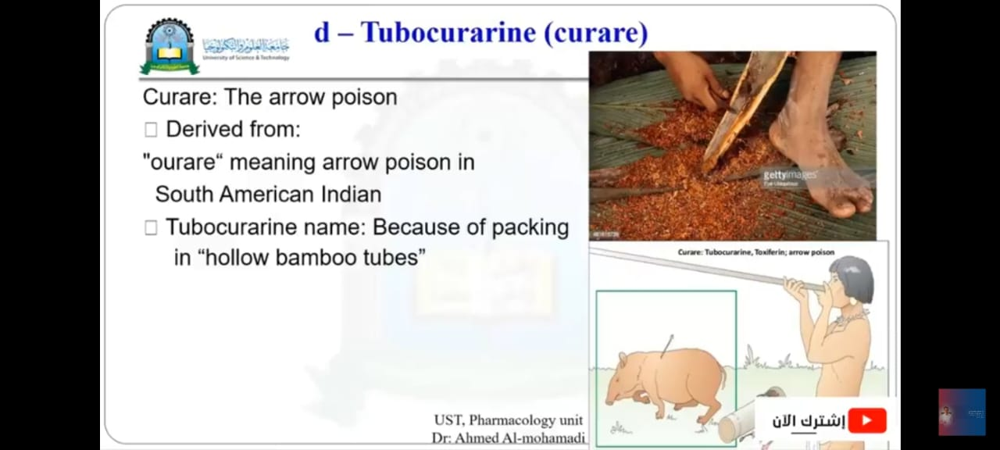 d – Tubocurarine (curare)
جامعة العلوم والتكنولوجيا
University of Science & Technology
Curare: The arrow poison
Derived from:
"ourare“ meaning arrow poison in
South American Indian
Tubocurarine name: Because of packing
in “hollow bamboo tubes”
gettyimages
Curare: Tubocurarine, Toxiferin; arrow poison
UST, Pharmacology unit
Dr: Ahmed Al-mohamadi
إشترك الآن